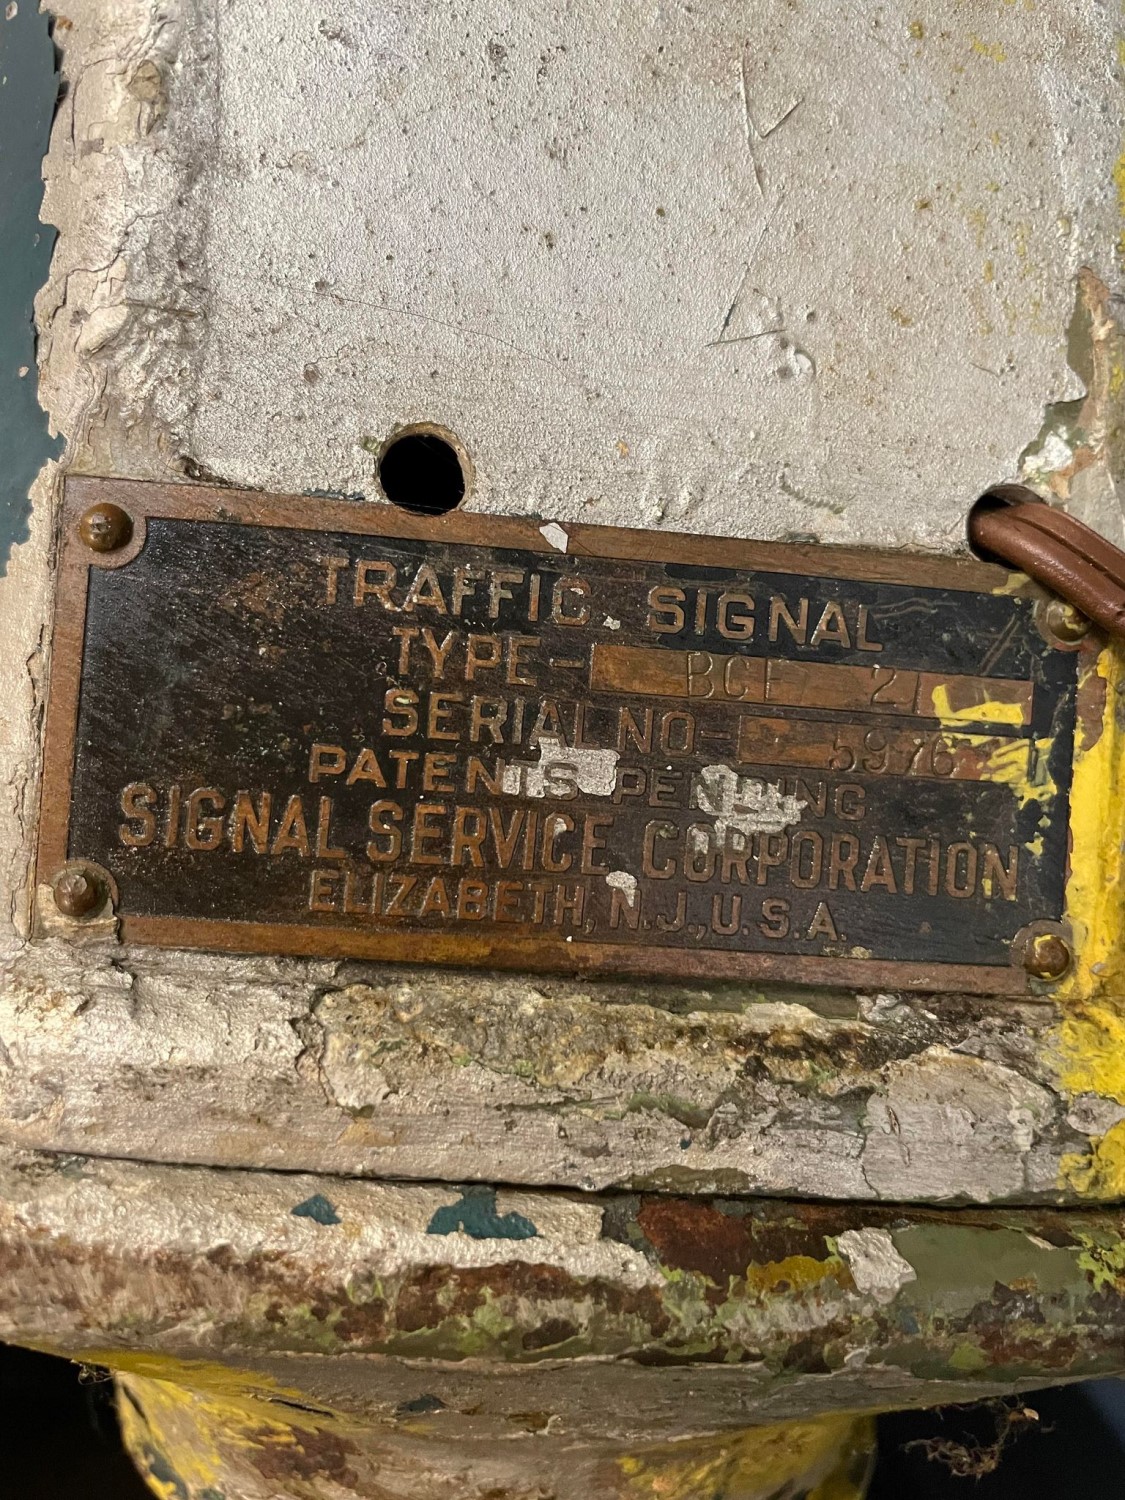 TRAFFIC SIGNAL
TYPE- BCF 2
SERIAL NO- 5976
PATENTS PENDING
SIGNAL SERVICE CORPORATION
ELIZABETH, N.J., U.S.A.